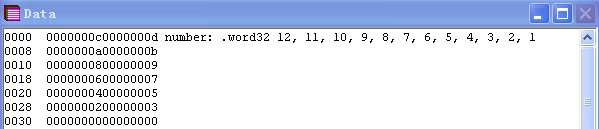 Data
0000 0000000c0000000d number: .word32 12, 11, 10, 9, 8, 7, 6, 5, 4, 3, 2, 1
0008 0000000a0000000b
0010 0000000800000009
0018 0000000600000007
0020 0000000400000005
0028 0000000200000003
0030 0000000000000000